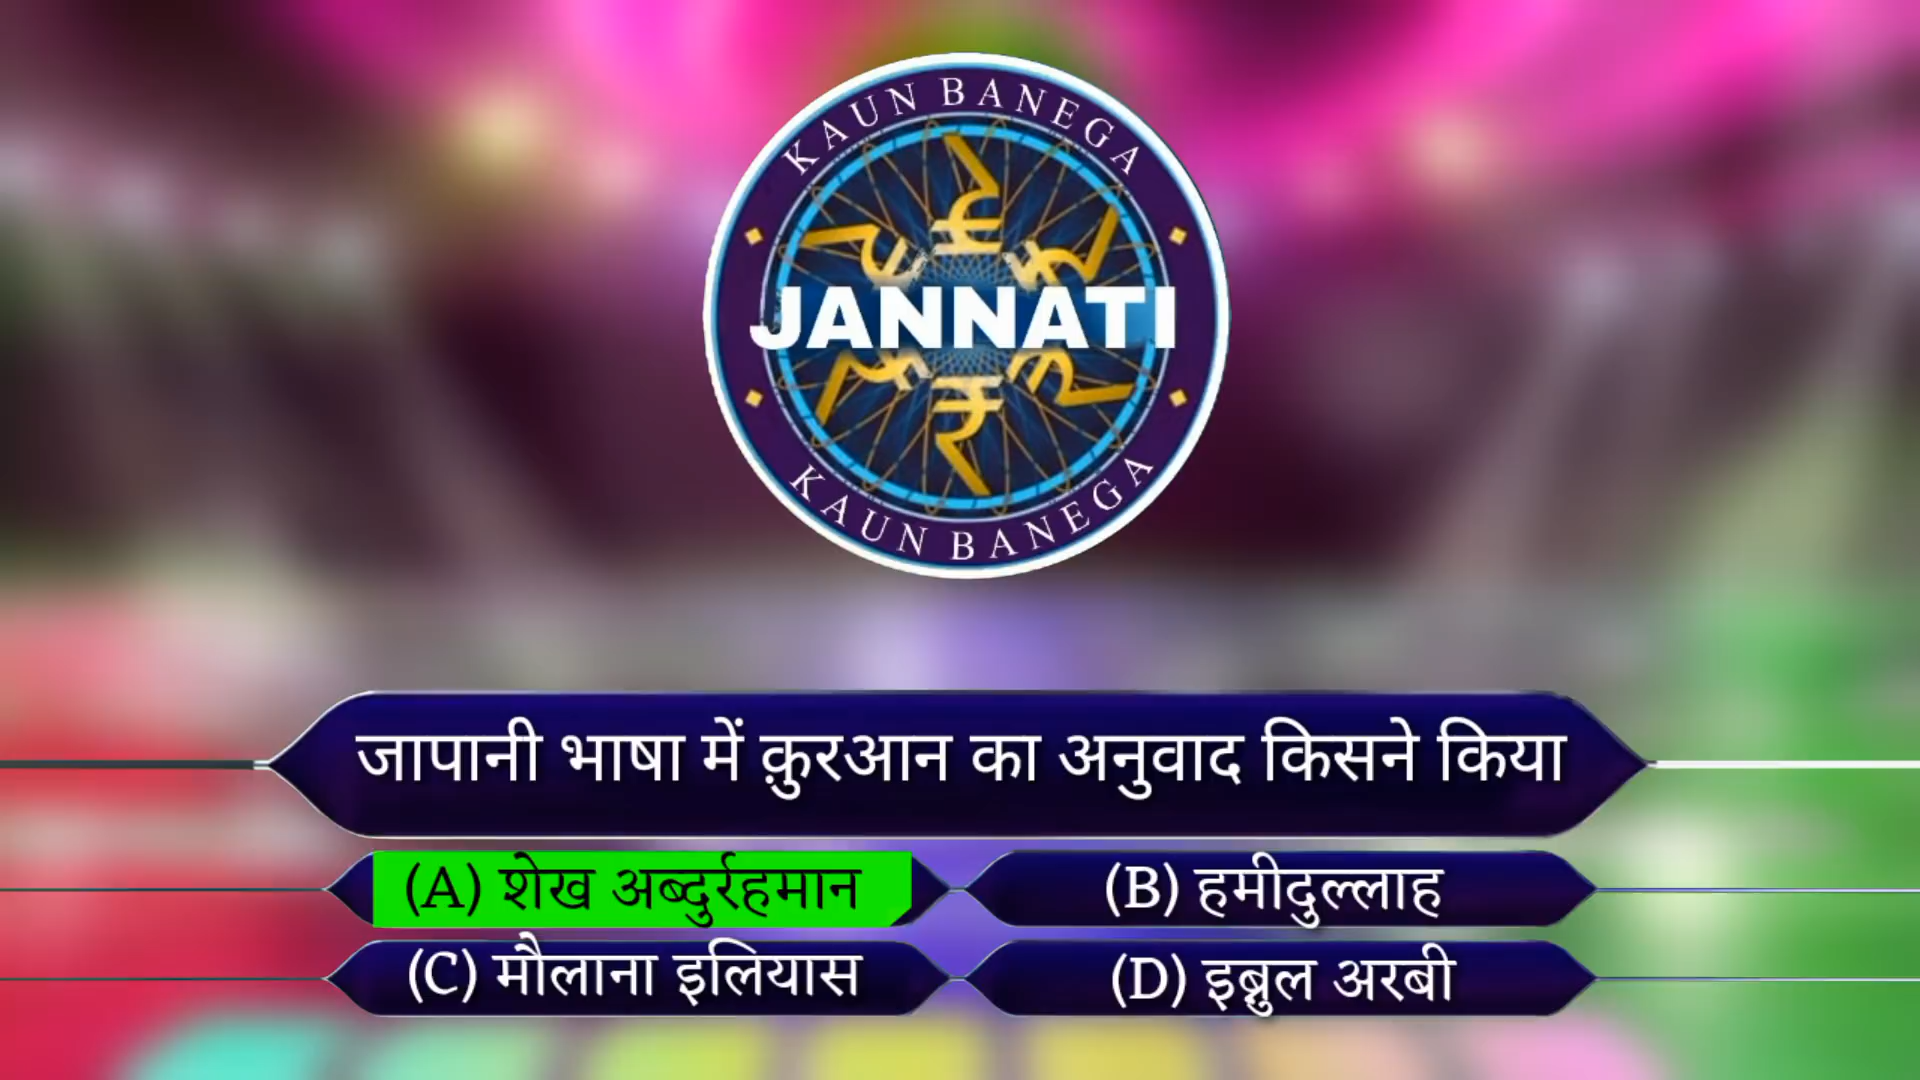 KAUN BANEGA
JANNATI
KAUN BANEGA
जापानी भाषा में क़ुरआन का अनुवाद किसने किया
(A) शेख अब्दुर्रहमान
(B) हमीदुल्लाह
(C) मौलाना इलियास
(D) इब्नुल अरबी